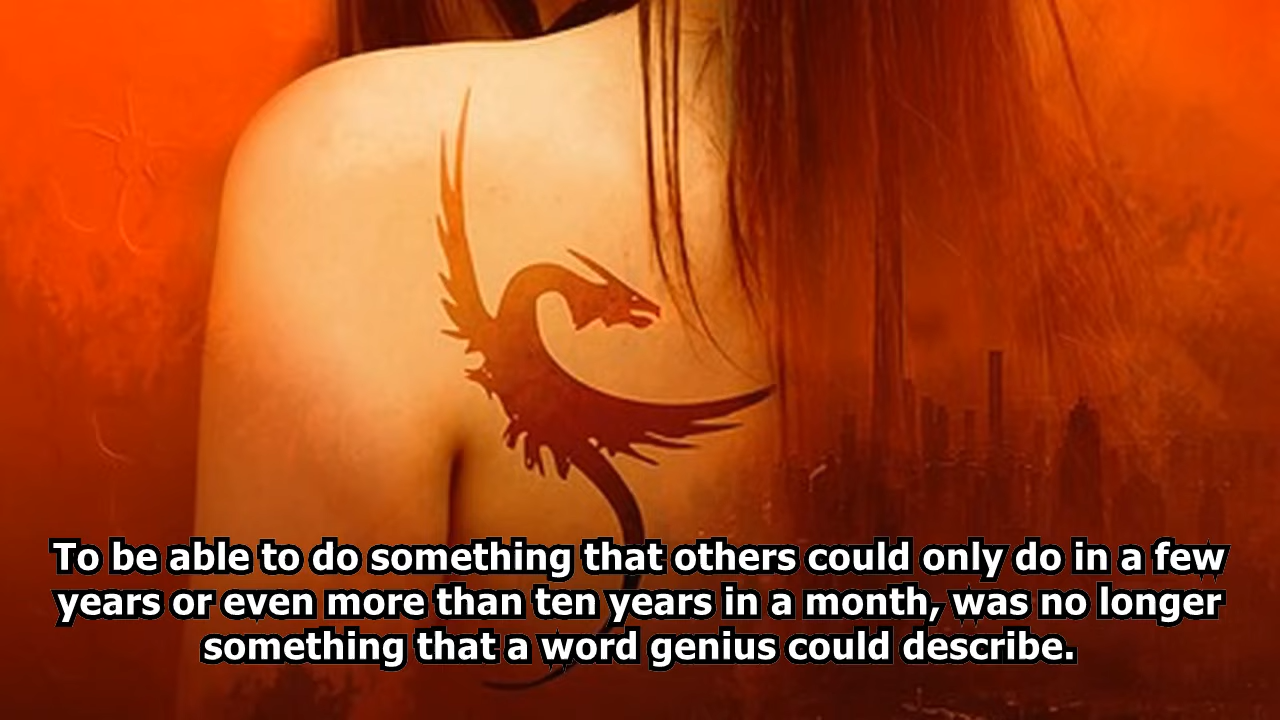 To be able to do something that others could only do in a few
years or even more than ten years in a month, was no longer
something that a word genius could describe.